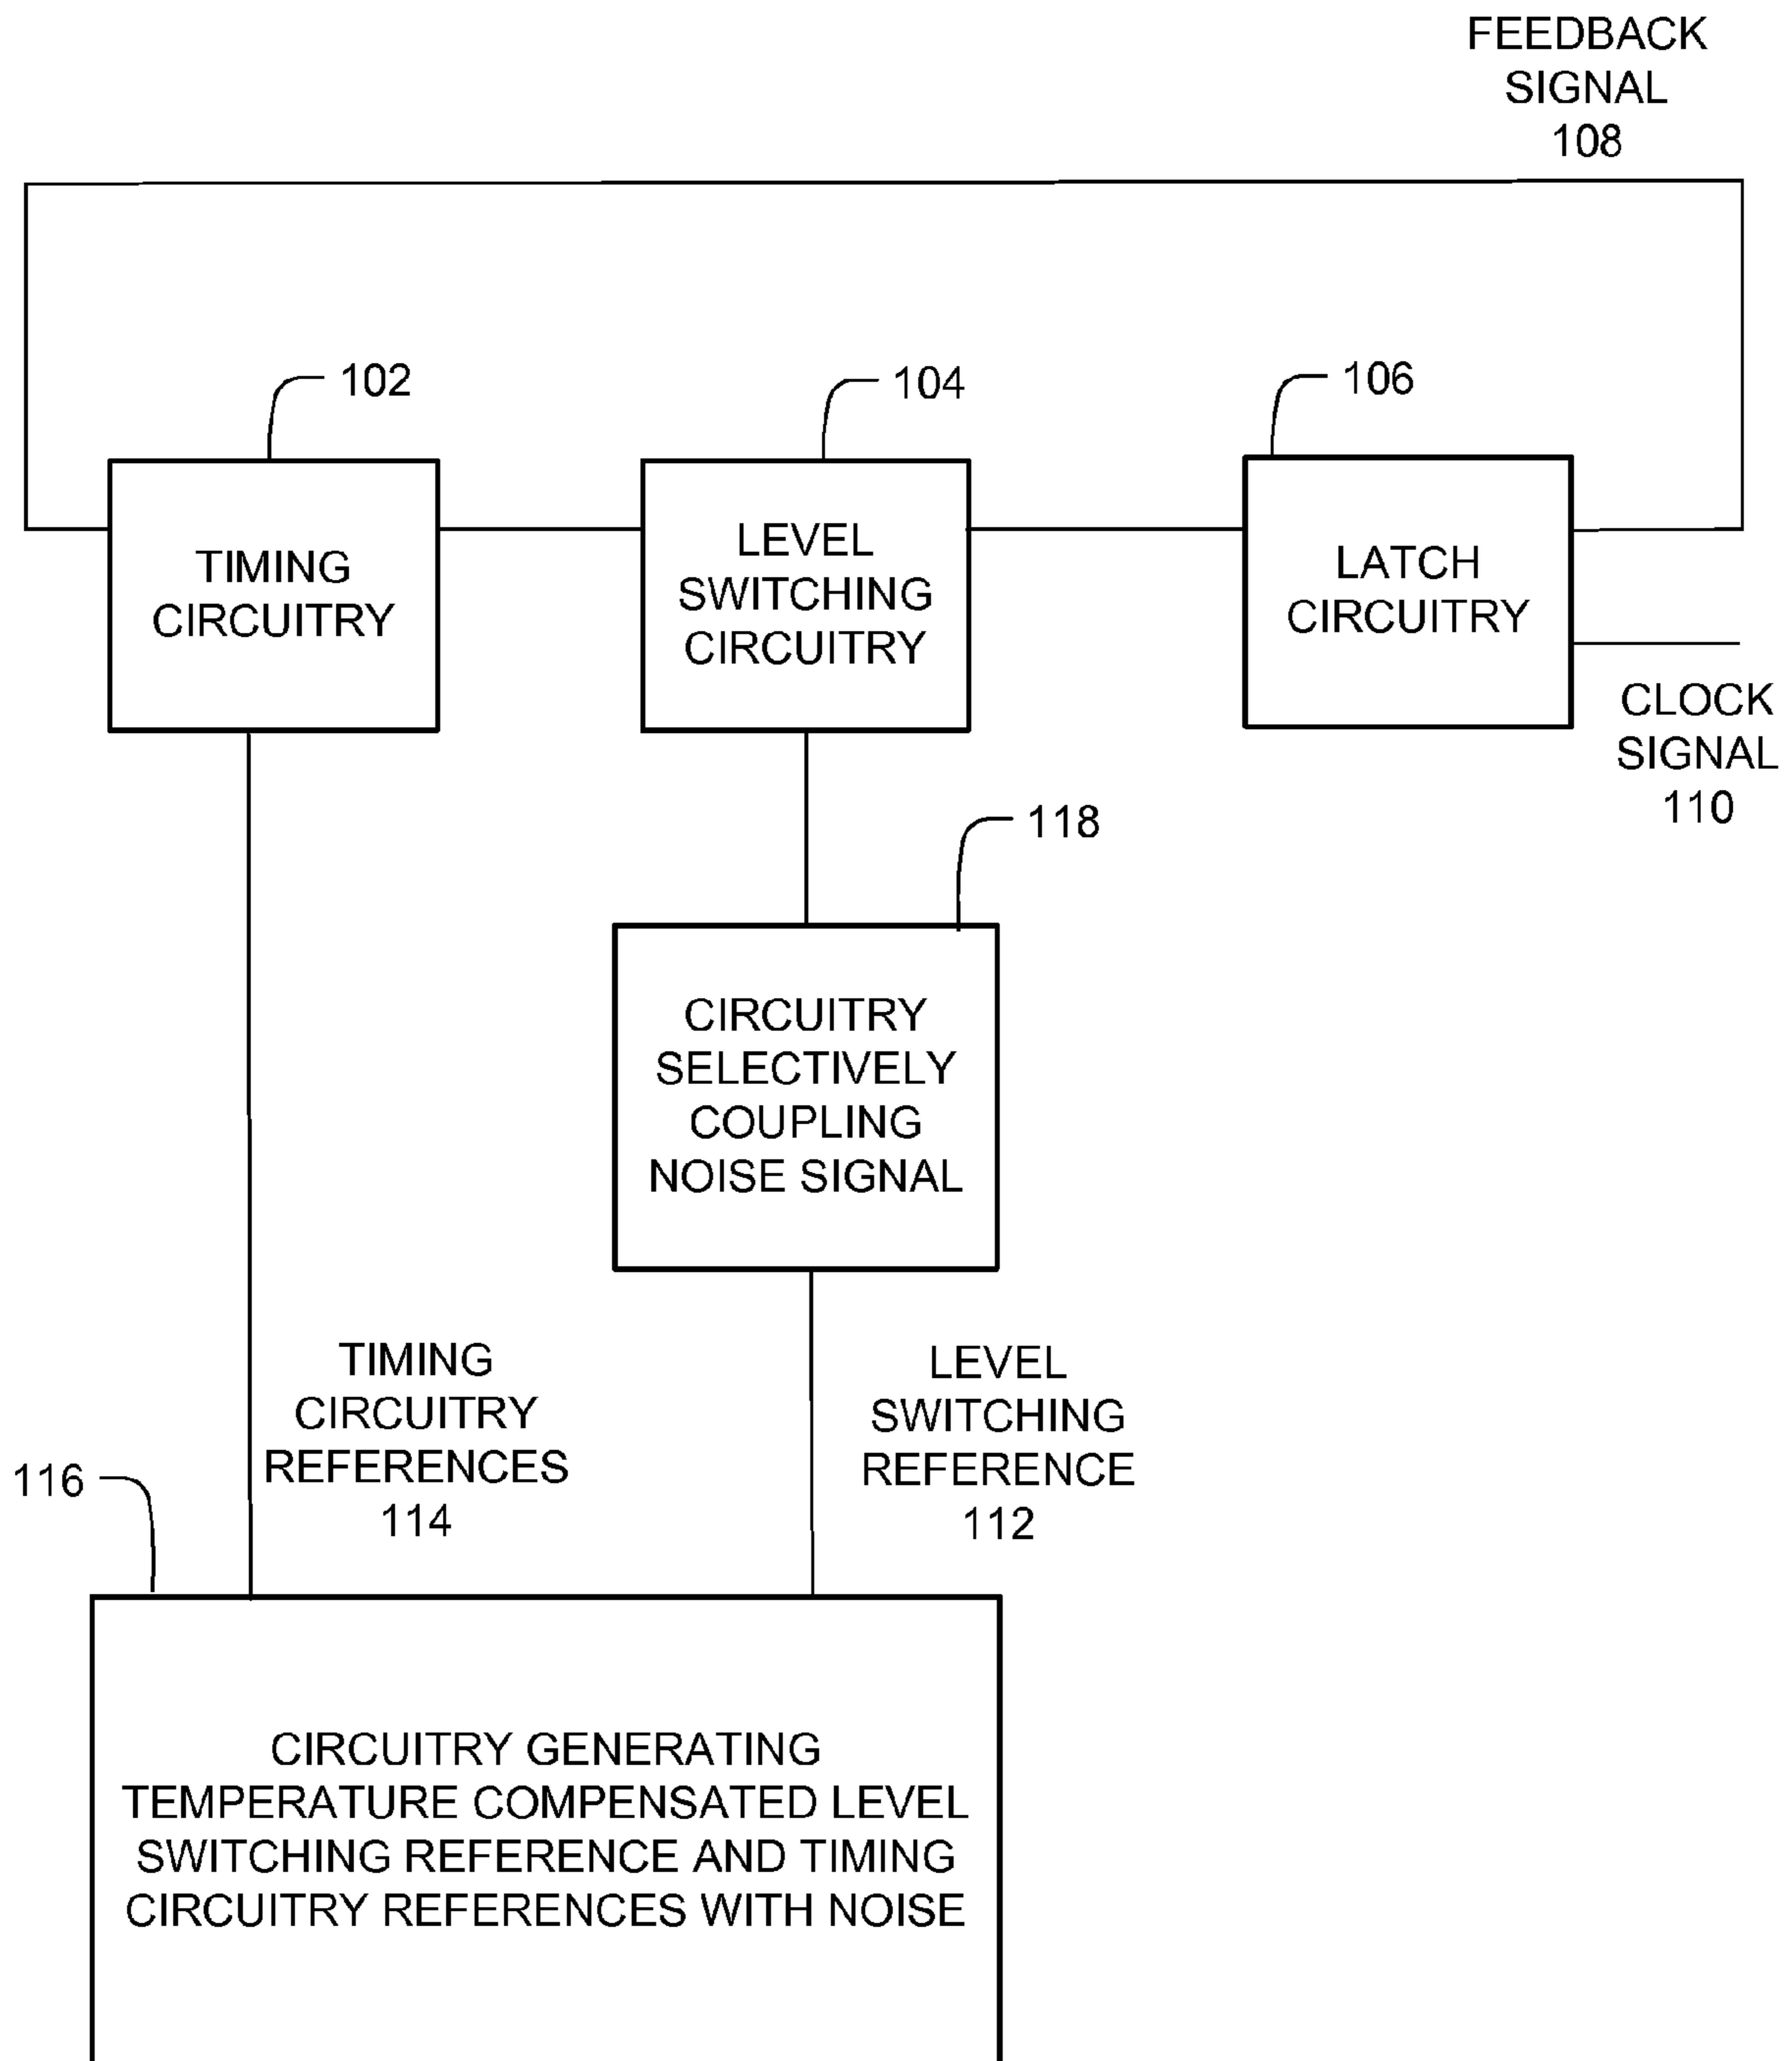 FEEDBACK
SIGNAL
108
102
104
106
TIMING
CIRCUITRY
LEVEL
SWITCHING
CIRCUITRY
LATCH
CIRCUITRY
CLOCK
SIGNAL
110
118
CIRCUITRY
SELECTIVELY
COUPLING
NOISE SIGNAL
TIMING
CIRCUITRY
REFERENCES
114
LEVEL
SWITCHING
REFERENCE
112
116
CIRCUITRY GENERATING
TEMPERATURE COMPENSATED LEVEL
SWITCHING REFERENCE AND TIMING
CIRCUITRY REFERENCES WITH NOISE